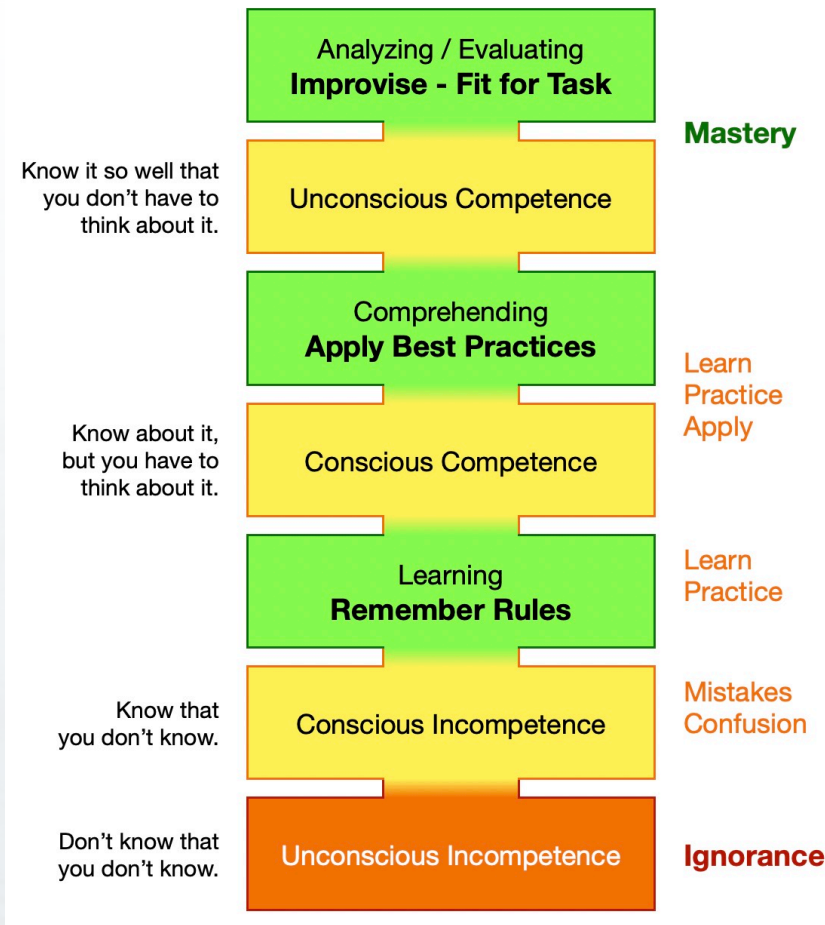 Analyzing / Evaluating
Improvise - Fit for Task
Mastery
Know it so well that
you don’t have to
think about it.
Unconscious Competence
Comprehending
Apply Best Practices
Learn
Practice
Apply
Know about it,
but you have to
think about it.
Conscious Competence
Learning
Remember Rules
Learn
Practice
Know that
you don’t know.
Conscious Incompetence
Mistakes
Confusion
Don’t know that
you don’t know.
Unconscious Incompetence
Ignorance